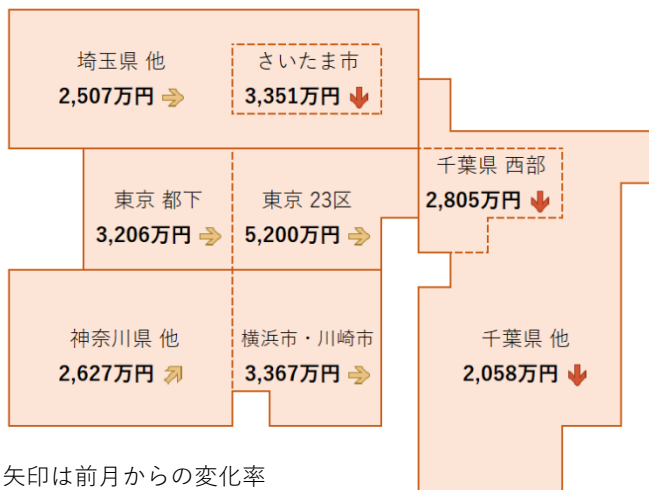 埼玉県 他
2,507万円
さいたま市
3,351万円
千葉県 西部
2,805万円
東京 都下
3,206万円
東京 23区
5,200万円
神奈川県 他
2,627万円
横浜市・川崎市
3,367万円
千葉県 他
2,058万円
矢印は前月からの変化率